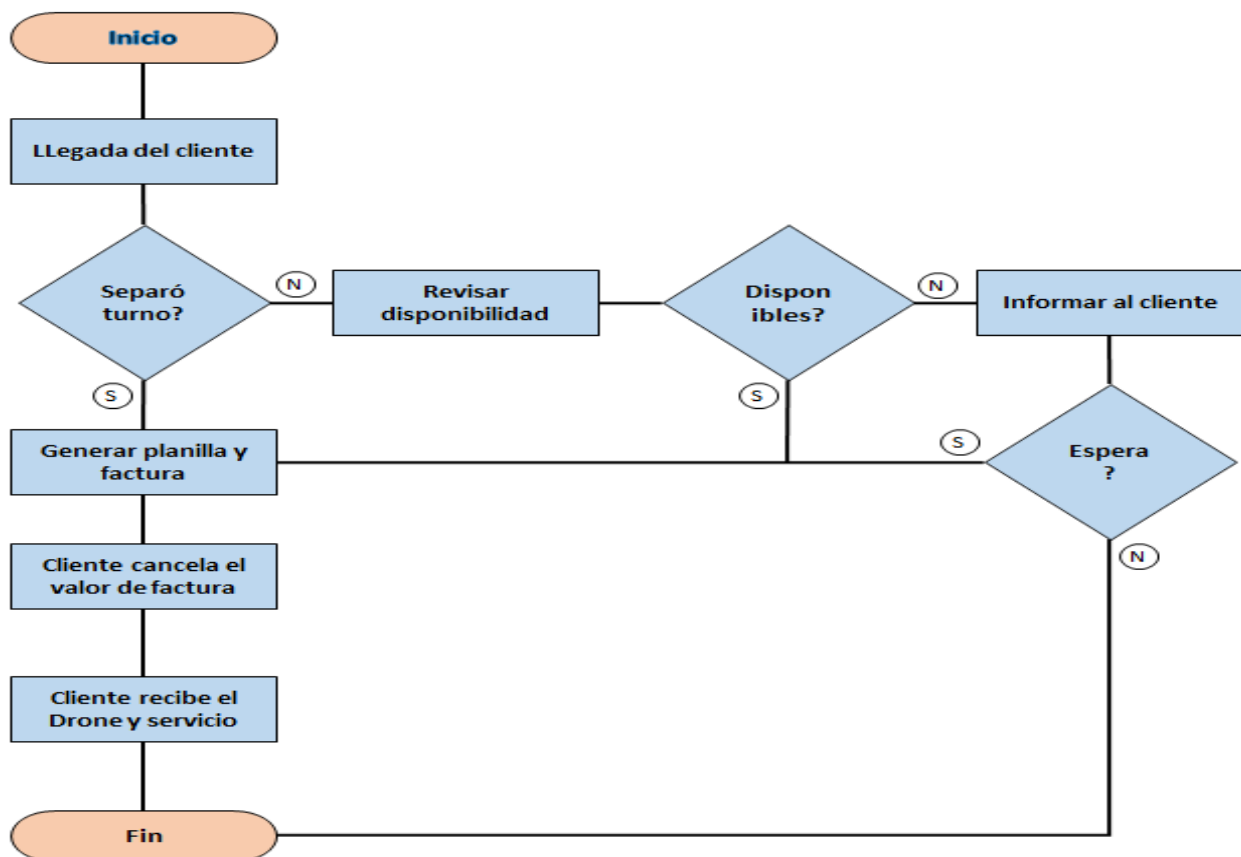 Inicio
LLegada del cliente
Separó
turno?
N
Revisar
disponibilidad
Dispon
ibles?
N
Informar al cliente
S
S
Generar planilla y
factura
S
Espera
?
Cliente cancela el
valor de factura
N
Cliente recibe el
Drone y servicio
Fin